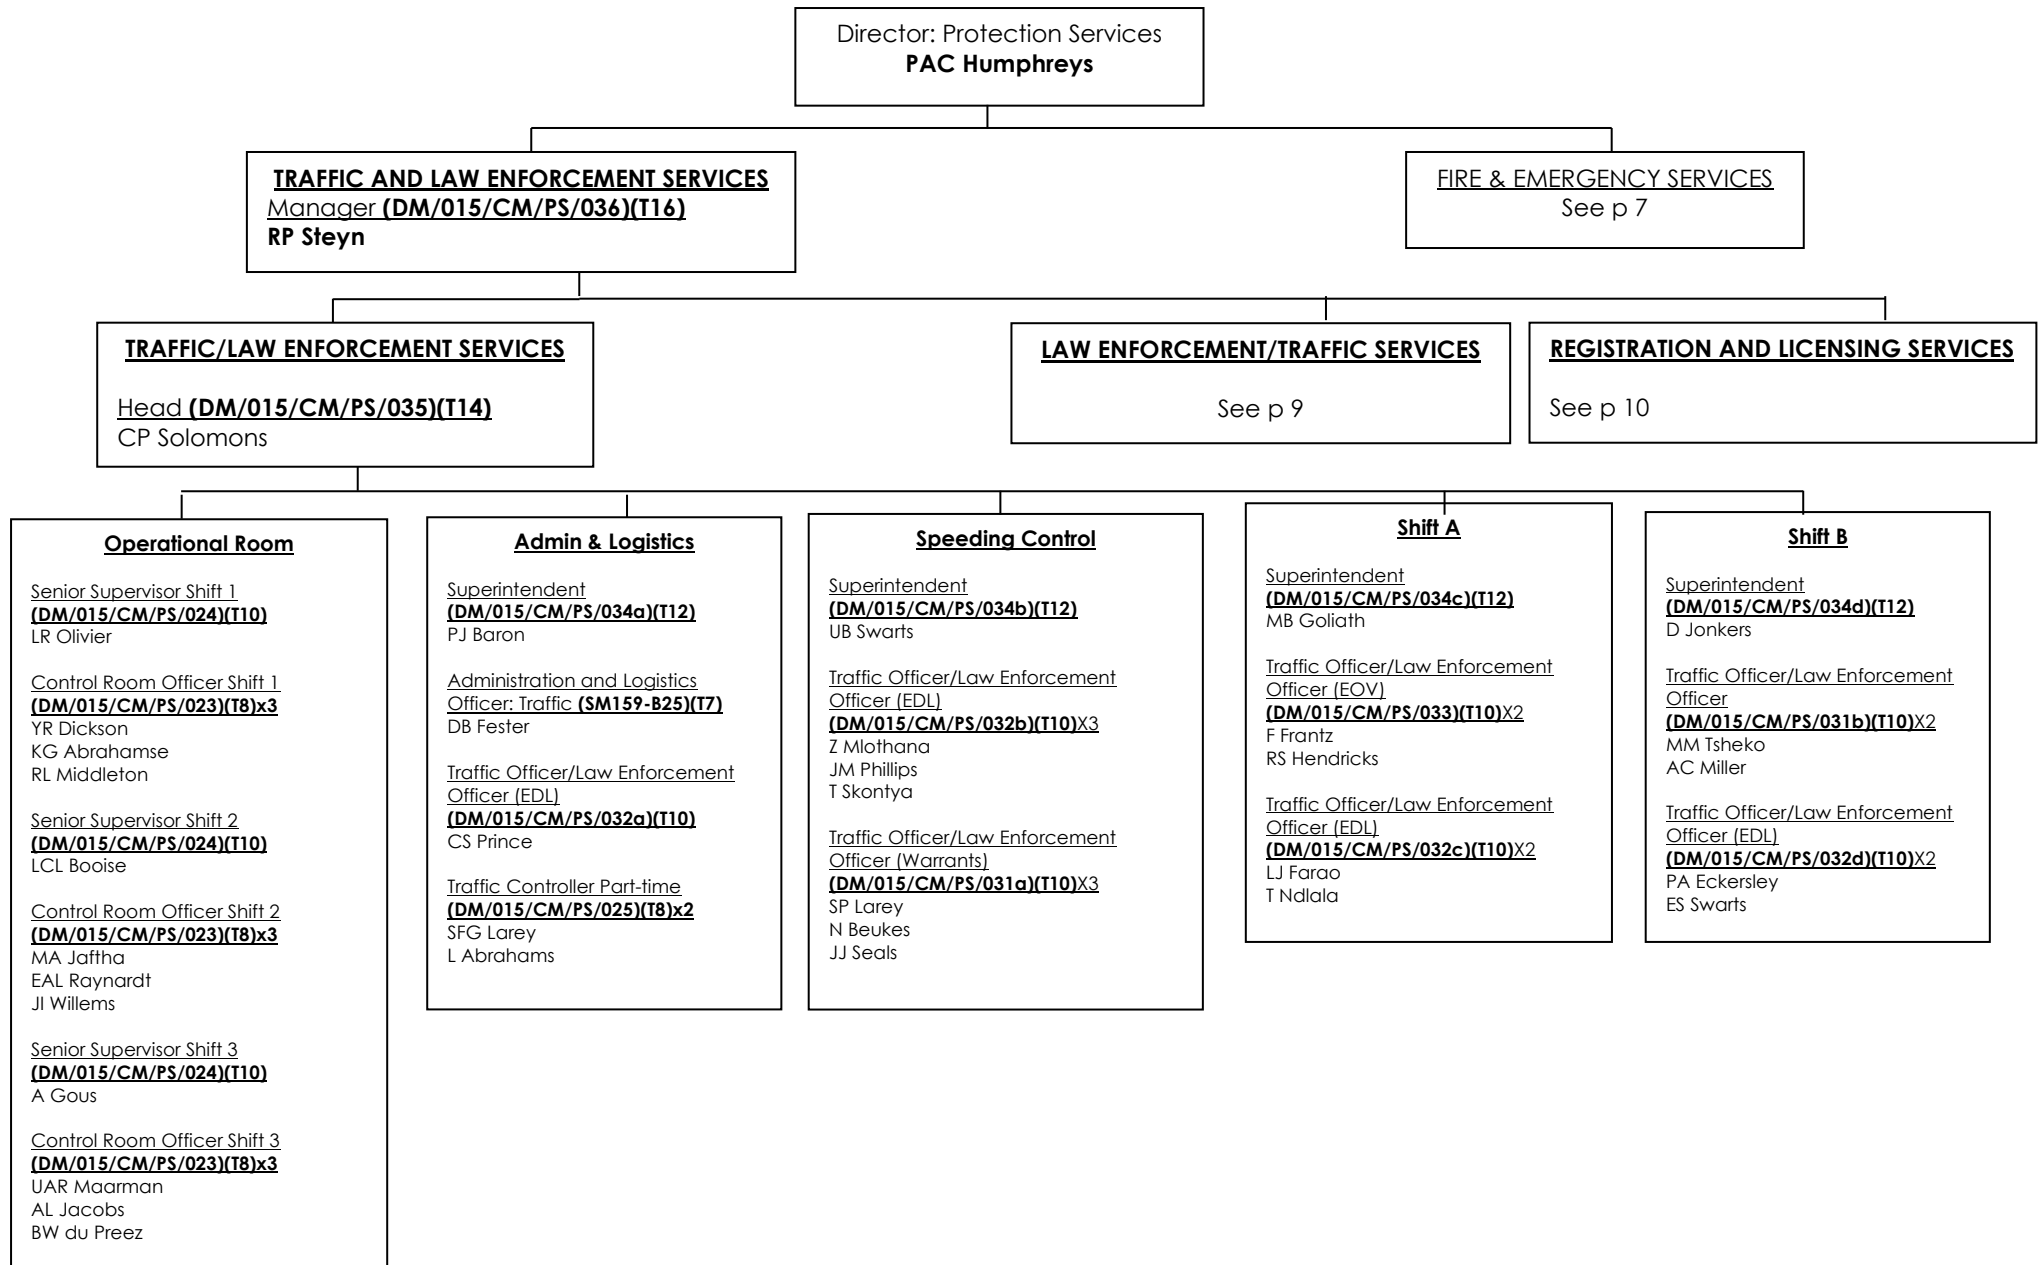 Director: Protection Services
PAC Humphreys
TRAFFIC AND LAW ENFORCEMENT SERVICES
Manager (DM/015/CM/PS/036)(T16)
RP Steyn
FIRE & EMERGENCY SERVICES
See p 7
TRAFFIC/LAW ENFORCEMENT SERVICES
Head (DM/015/CM/PS/035)(T14)
CP Solomons
LAW ENFORCEMENT/TRAFFIC SERVICES
See p 9
REGISTRATION AND LICENSING SERVICES
See p 10
Operational Room
Senior Supervisor Shift 1
(DM/015/CM/PS/024)(T10)
LR Olivier
Control Room Officer Shift 1
(DM/015/CM/PS/023)(T8)x3
YR Dickson
KG Abrahamse
RL Middleton
Senior Supervisor Shift 2
(DM/015/CM/PS/024)(T10)
LCL Booise
Control Room Officer Shift 2
(DM/015/CM/PS/023)(T8)x3
MA Jaftha
EAL Raynardt
JI Willems
Senior Supervisor Shift 3
(DM/015/CM/PS/024)(T10)
A Gous
Control Room Officer Shift 3
(DM/015/CM/PS/023)(T8)x3
UAR Maarman
AL Jacobs
BW du Preez
Admin & Logistics
Superintendent
(DM/015/CM/PS/034a)(T12)
PJ Baron
Administration and Logistics
Officer: Traffic (SM159-B25)(T7)
DB Fester
Traffic Officer/Law Enforcement
Officer (EDL)
(DM/015/CM/PS/032a)(T10)
CS Prince
Traffic Controller Part-time
(DM/015/CM/PS/025)(T8)x2
SFG Larey
L Abrahams
Speeding Control
Superintendent
(DM/015/CM/PS/034b)(T12)
UB Swarts
Traffic Officer/Law Enforcement
Officer (EDL)
(DM/015/CM/PS/032b)(T10)X3
Z Mlothana
JM Phillips
T Skontya
Traffic Officer/Law Enforcement
Officer (Warrants)
(DM/015/CM/PS/031a)(T10)X3
SP Larey
N Beukes
JJ Seals
Shift A
Superintendent
(DM/015/CM/PS/034c)(T12)
MB Goliath
Traffic Officer/Law Enforcement
Officer (EOV)
(DM/015/CM/PS/033)(T10)X2
F Frantz
RS Hendricks
Traffic Officer/Law Enforcement
Officer (EDL)
(DM/015/CM/PS/032c)(T10)X2
LJ Farao
T Ndlala
Shift B
Superintendent
(DM/015/CM/PS/034d)(T12)
D Jonkers
Traffic Officer/Law Enforcement
Officer
(DM/015/CM/PS/031b)(T10)X2
MM Tsheko
AC Miller
Traffic Officer/Law Enforcement
Officer (EDL)
(DM/015/CM/PS/032d)(T10)X2
PA Eckersley
ES Swarts